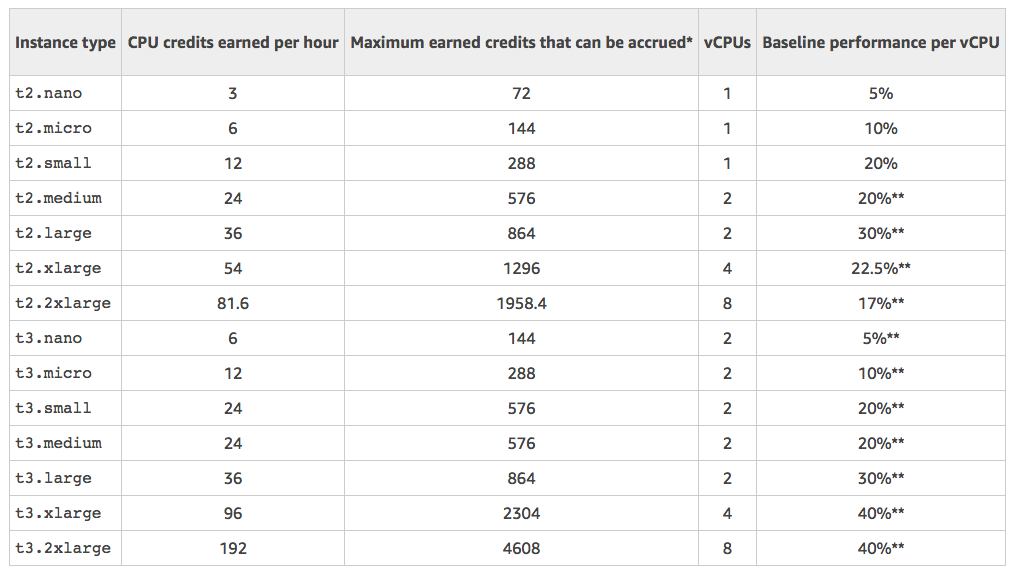 Instance type CPU credits earned per hour Maximum earned credits that can be accrued* vCPUs Baseline performance per vCPU
t2.nano 3 72 1 5%
t2.micro 6 144 1 10%
t2.small 12 288 1 20%
t2.medium 24 576 2 20%**
t2.large 36 864 2 30%**
t2.xlarge 54 1296 4 22.5%**
t2.2xlarge 81.6 1958.4 8 17%**
t3.nano 6 144 2 5%**
t3.micro 12 288 2 10%**
t3.small 24 576 2 20%**
t3.medium 24 576 2 20%**
t3.large 36 864 2 30%**
t3.xlarge 96 2304 4 40%**
t3.2xlarge 192 4608 8 40%**